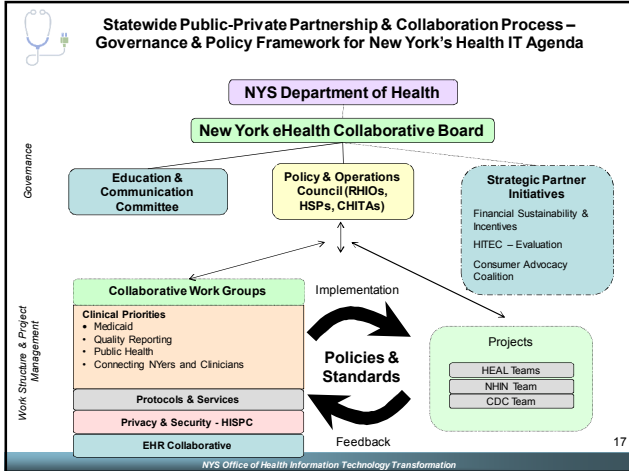 Statewide Public-Private Partnership & Collaboration Process –
Governance & Policy Framework for New York's Health IT Agenda
NYS Department of Health
New York eHealth Collaborative Board
Governance
Education &
Communication
Committee
Policy & Operations
Council (RHIOs,
HSPs, CHITAs)
Strategic Partner
Initiatives
Financial Sustainability &
Incentives
HITEC – Evaluation
Consumer Advocacy
Coalition
Work Structure & Project
Management
Collaborative Work Groups
Clinical Priorities
• Medicaid
• Quality Reporting
• Public Health
• Connecting NYers and Clinicians
Protocols & Services
Privacy & Security - HISPC
EHR Collaborative
Implementation
Policies &
Standards
Feedback
Projects
HEAL Teams
NHIN Team
CDC Team
17
NYS Office of Health Information Technology Transformation